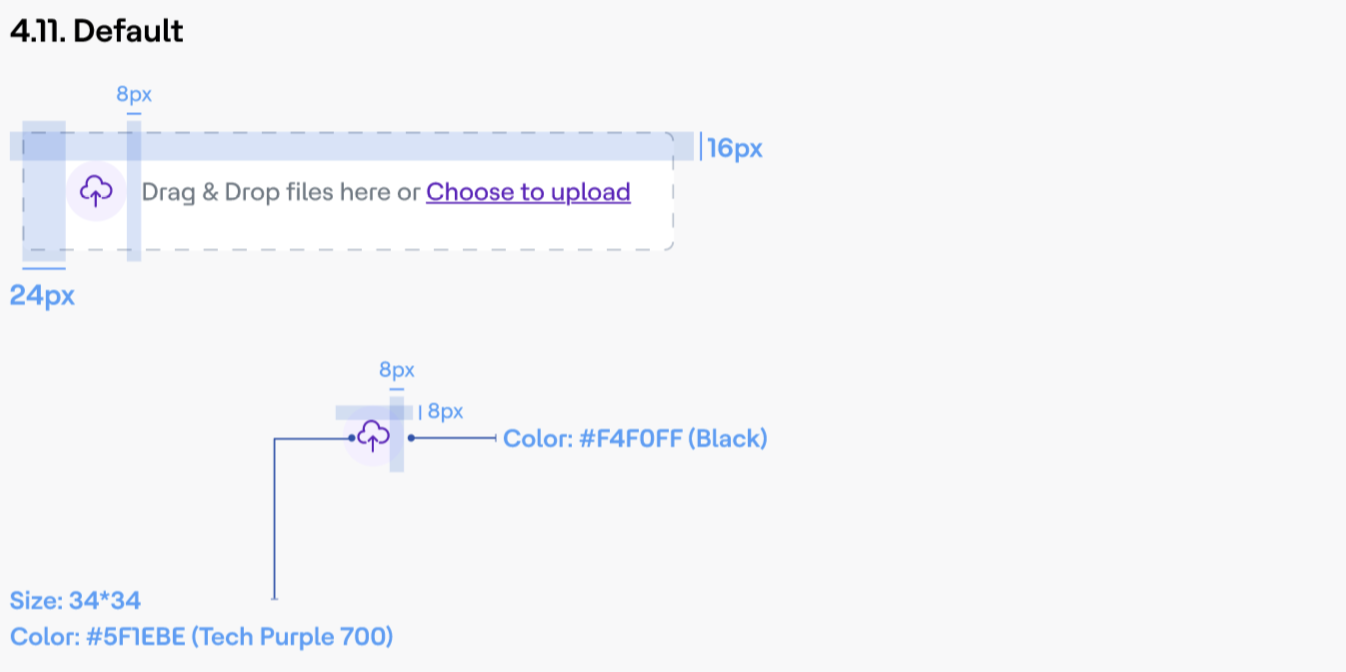 4.11. Default
8px
16px
Drag & Drop files here or Choose to upload
24px
8px
8px
Color: #F4F0FF (Black)
Size: 34*34
Color: #5F1EBE (Tech Purple 700)